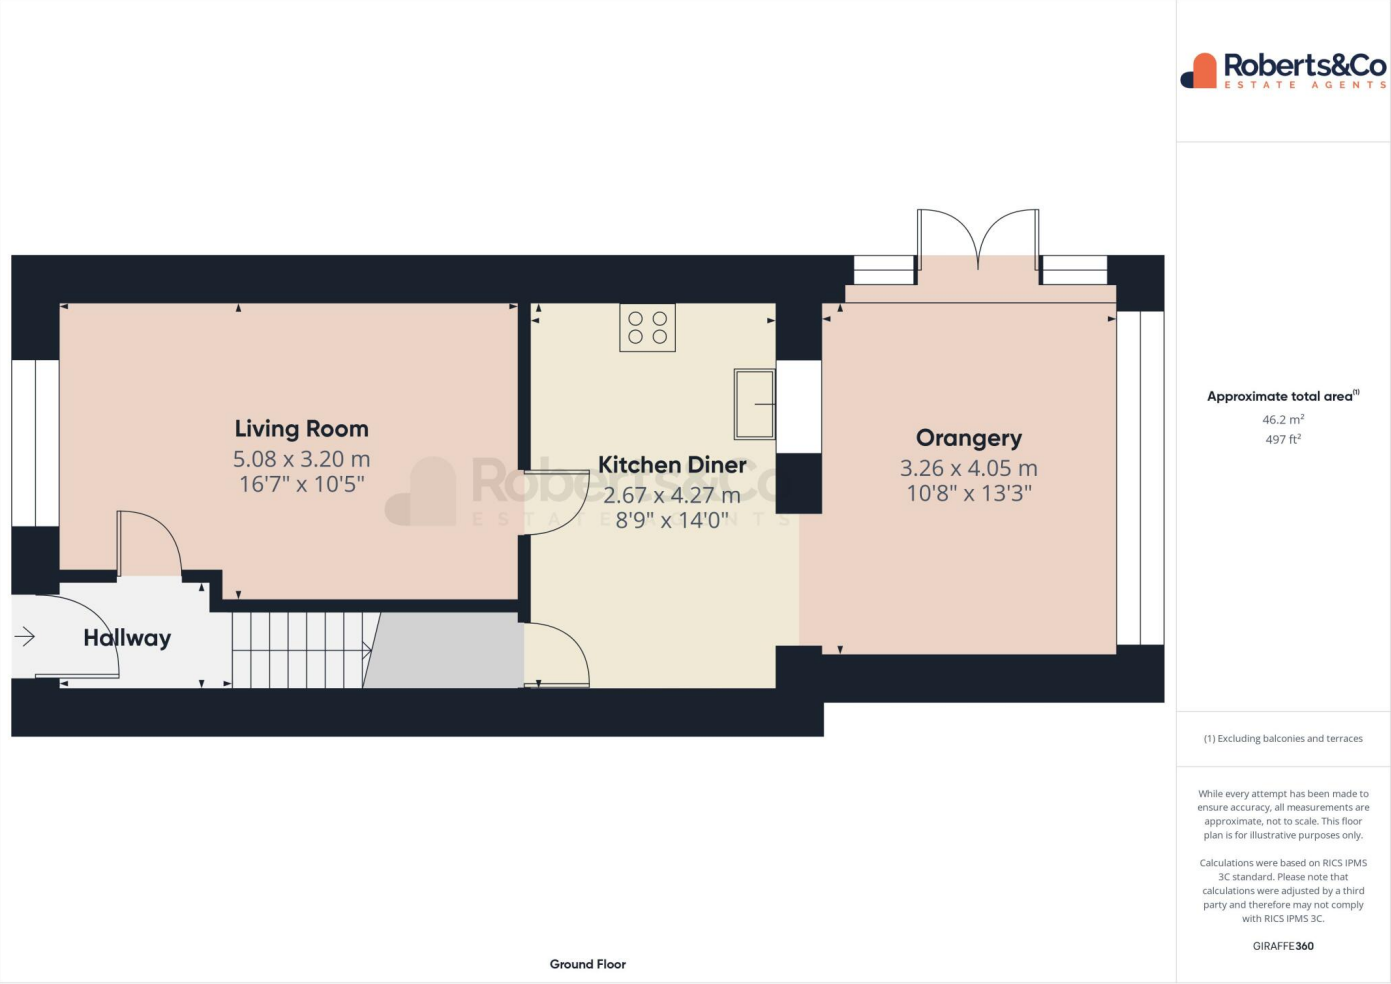 Roberts&Co
ESTATE AGENTS
Living Room
5.08 x 3.20 m
16'7" x 10'5"
Roberts&Co
ESTATE AGENTS
Kitchen Diner
2.67 x 4.27 m
8'9" x 14'0"
Orangery
3.26 x 4.05 m
10'8" x 13'3"
Hallway
Ground Floor
Approximate total area(1)
46.2 m²
497 ft²
(1) Excluding balconies and terraces
While every attempt has been made to
ensure accuracy, all measurements are
approximate, not to scale. This floor
plan is for illustrative purposes only.
Calculations were based on RICS IPMS
3C standard. Please note that
calculations were adjusted by a third
party and therefore may not comply
with RICS IPMS 3C.
GIRAFFE360